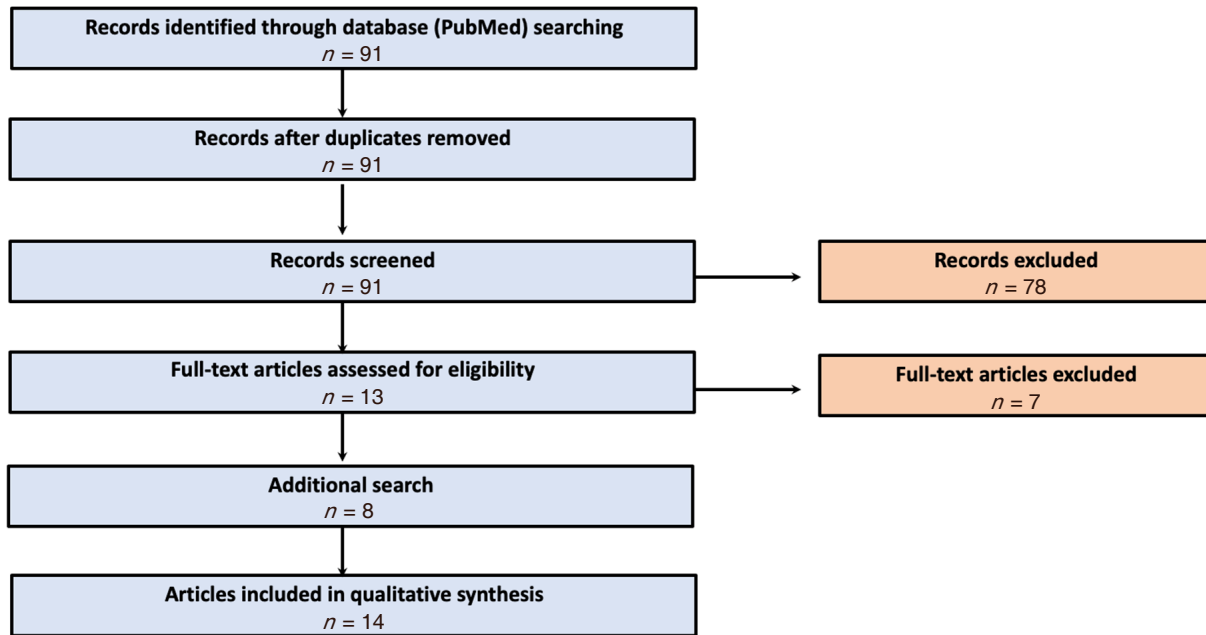 Records identified through database (PubMed) searching
n = 91
Records after duplicates removed
n = 91
Records screened
n = 91
Records excluded
n = 78
Full-text articles assessed for eligibility
n = 13
Full-text articles excluded
n = 7
Additional search
n = 8
Articles included in qualitative synthesis
n = 14